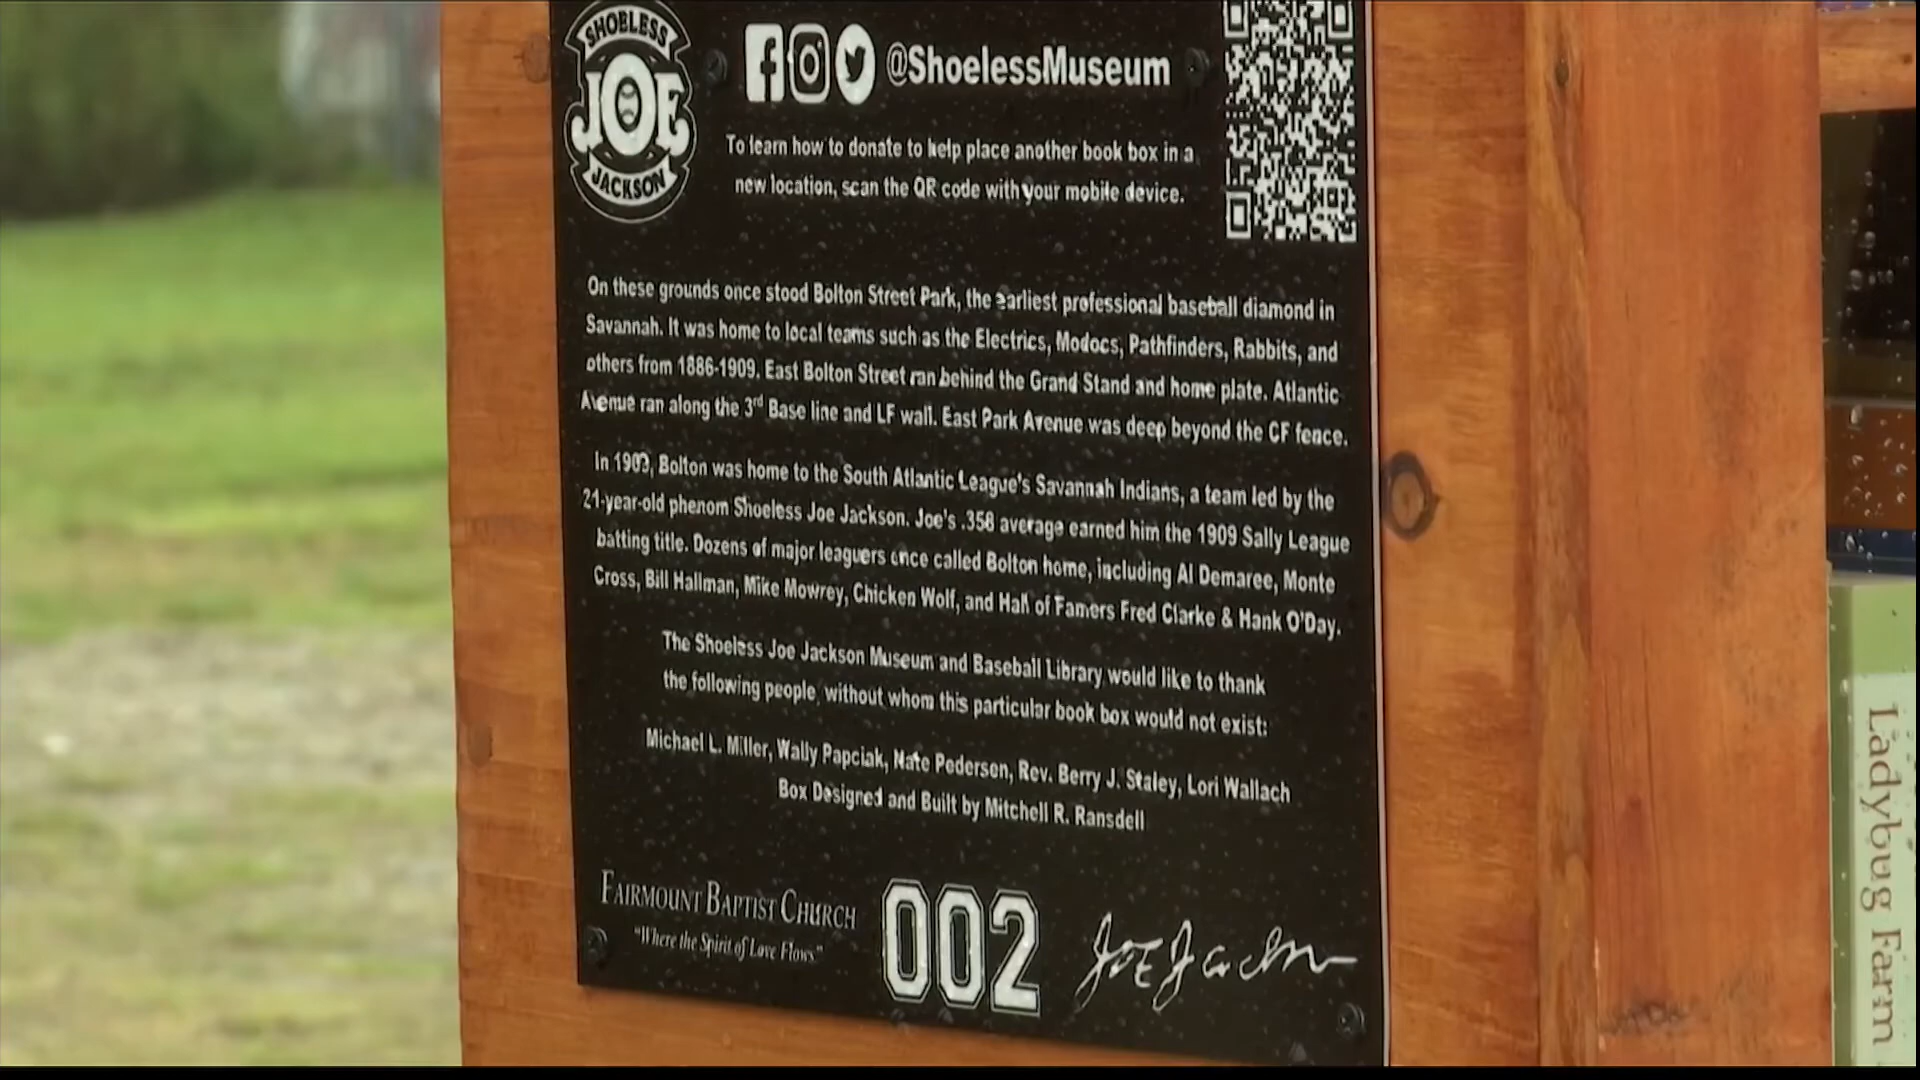 SHOELESS
JOE
JACKSON
@ShoelessMuseum
To learn how to donate to help place another book box in a
new location, scan the QR code with your mobile device.
On these grounds once stood Bolton Street Park, the earliest professional baseball diamond in
Savannah. It was home to local teams such as the Electrics, Modocs, Pathfinders, Rabbits, and
others from 1886-1909. East Bolton Street ran behind the Grand Stand and home plate. Atlantic
Avenue ran along the 3rd Base line and LF wall. East Park Avenue was deep beyond the CF fence.
In 1909, Bolton was home to the South Atlantic League's Savannah Indians, a team led by the
21-year-old phenom Shoeless Joe Jackson. Joe's .358 average earned him the 1909 Sally League
batting title. Dozens of major leaguers once called Bolton home, including Al Demaree, Monte
Cross, Bill Hallman, Mike Mowrey, Chicken Wolf, and Hall of Famers Fred Clarke & Hank O'Day.
The Shoeless Joe Jackson Museum and Baseball Library would like to thank
the following people, without whom this particular book box would not exist:
Michael L. Miller, Wally Papciak, Nate Pedersen, Rev. Berry J. Staley, Lori Wallach
Box Designed and Built by Mitchell R. Ransdell
FAIRMOUNT BAPTIST CHURCH
"Where the Spirit of Love Flows"
002
Joe Jackson
Ladybug Farm